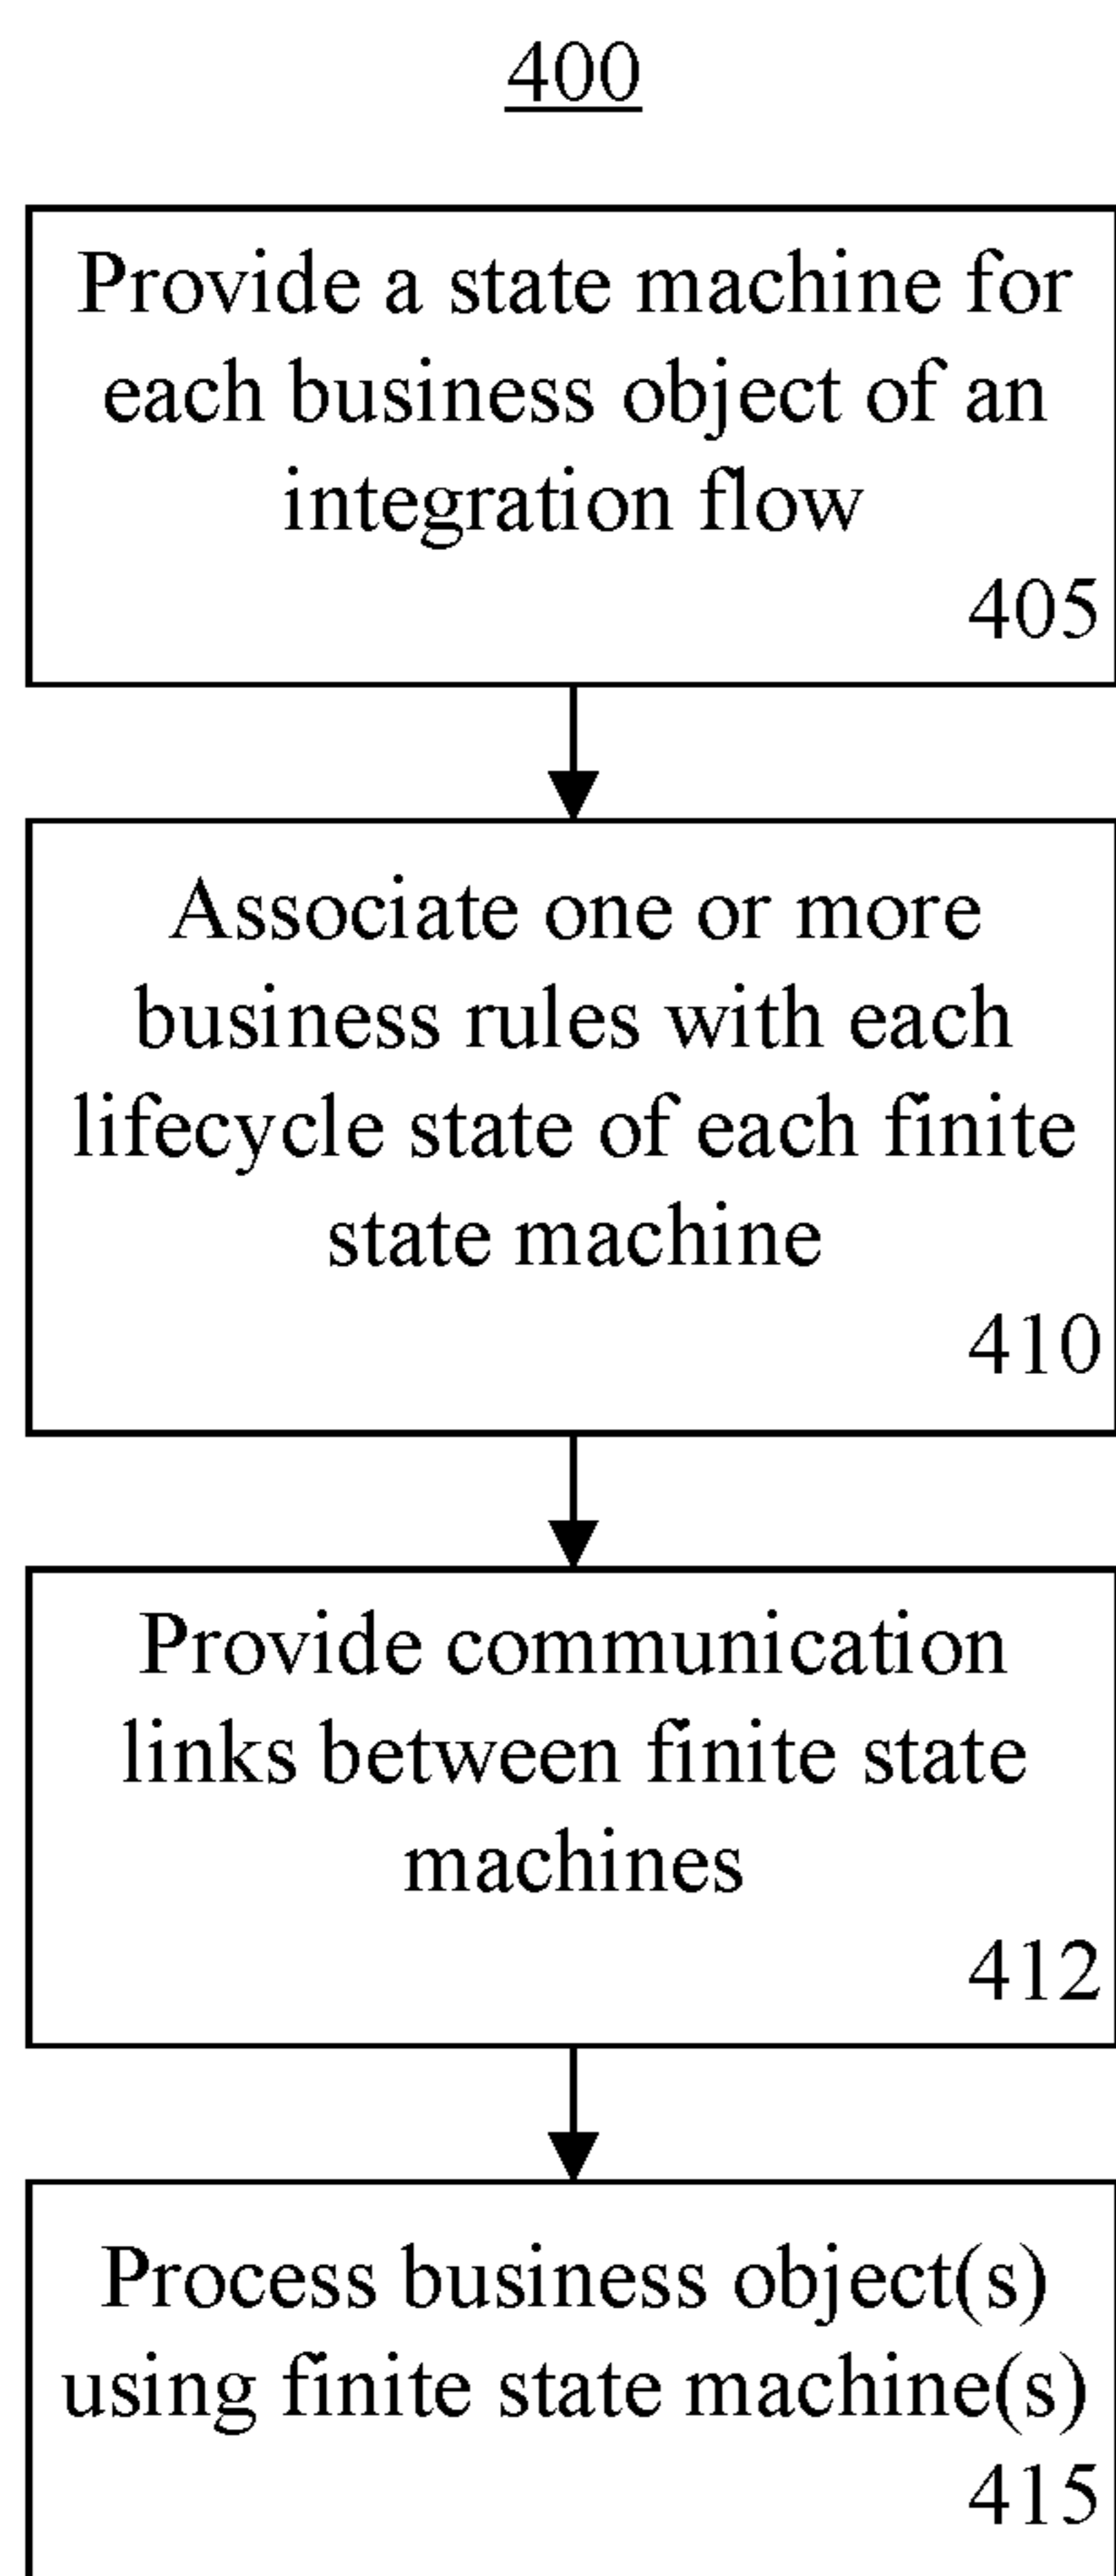 400
Provide a state machine for
each business object of an
integration flow
405
Associate one or more
business rules with each
lifecycle state of each finite
state machine
410
Provide communication
links between finite state
machines
412
Process business object(s)
using finite state machine(s)
415